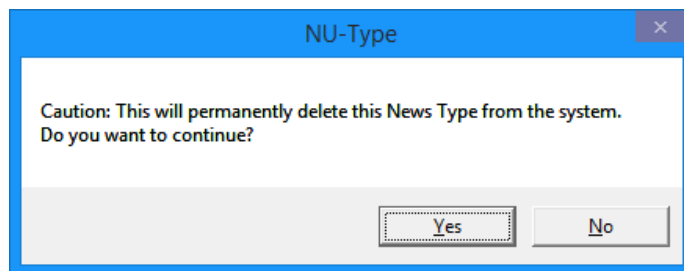 NU-Type
Caution: This will permanently delete this News Type from the system.
Do you want to continue?
Yes
No